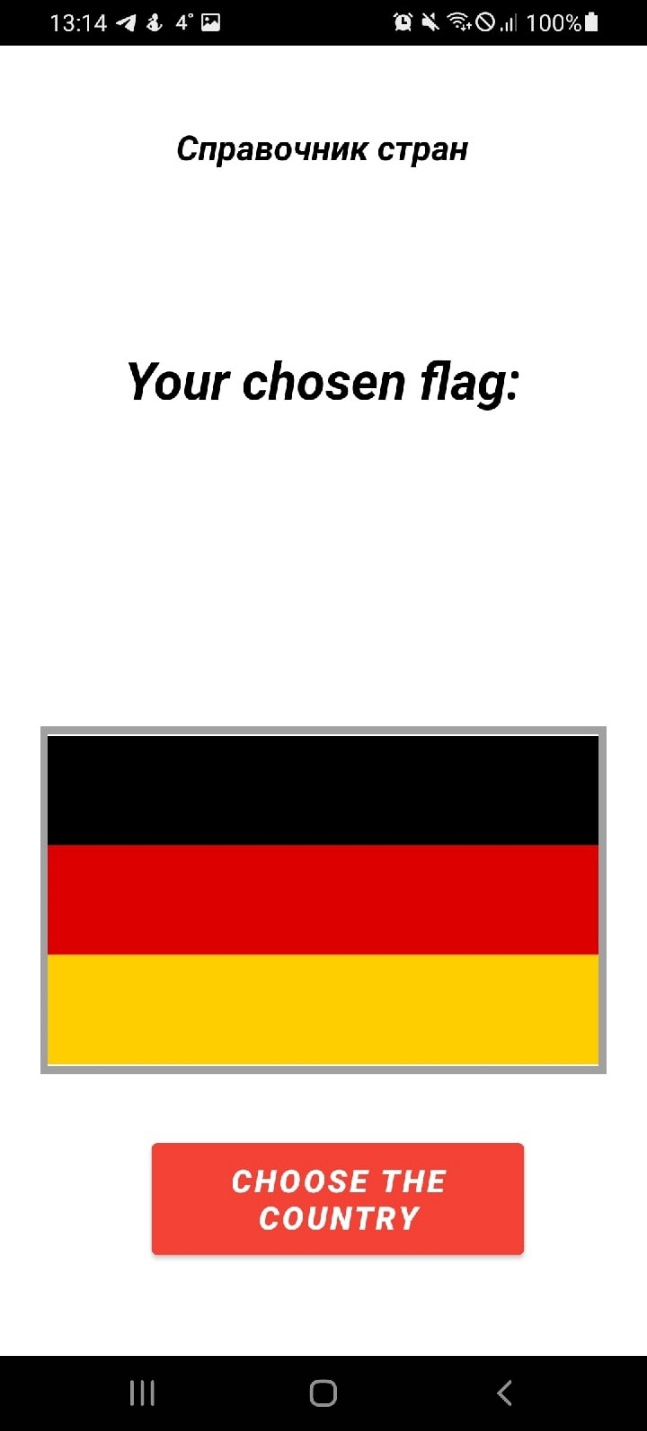 13:14 4° 100%
Справочник стран
Your chosen flag:
CHOOSE THE
COUNTRY